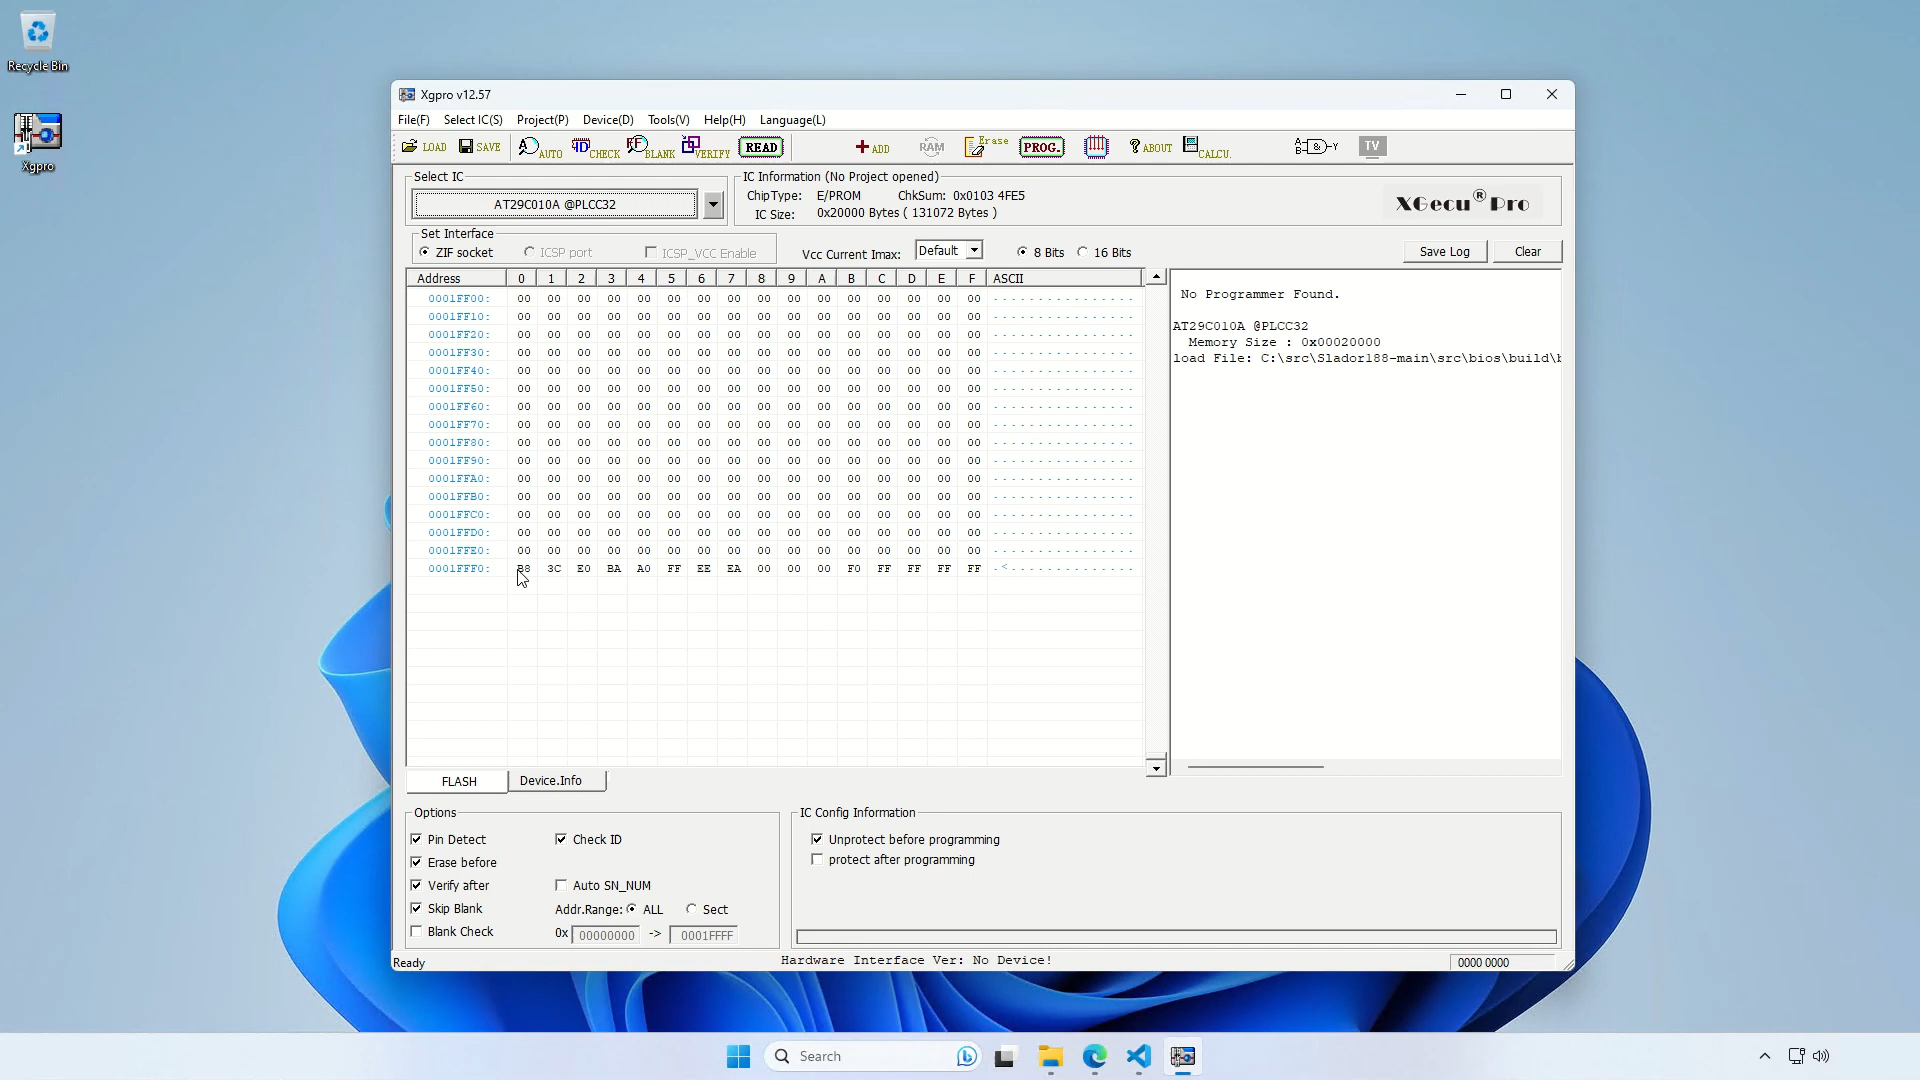 Recycle Bin
Xgpro
Xgpro v12.57
File(F) Select IC(S) Project(P) Device(D) Tools(V) Help(H) Language(L)
LOAD SAVE AUTO CHECK BLANK VERIFY READ ADD RAM Erase PROG. ABOUT CALCU. A B & Y TV
Select IC
AT29C010A @PLCC32
IC Information (No Project opened)
ChipType: E/PROM ChkSum: 0x0103 4FE5
IC Size: 0x20000 Bytes ( 131072 Bytes )
XGecu® Pro
Set Interface
ZIF socket ICSP port ICSP_VCC Enable
Vcc Current Imax: Default 8 Bits 16 Bits
Save Log Clear
Address 0 1 2 3 4 5 6 7 8 9 A B C D E F ASCII
0001FF00: 00 00 00 00 00 00 00 00 00 00 00 00 00 00 00 00 ................
0001FF10: 00 00 00 00 00 00 00 00 00 00 00 00 00 00 00 00 ................
0001FF20: 00 00 00 00 00 00 00 00 00 00 00 00 00 00 00 00 ................
0001FF30: 00 00 00 00 00 00 00 00 00 00 00 00 00 00 00 00 ................
0001FF40: 00 00 00 00 00 00 00 00 00 00 00 00 00 00 00 00 ................
0001FF50: 00 00 00 00 00 00 00 00 00 00 00 00 00 00 00 00 ................
0001FF60: 00 00 00 00 00 00 00 00 00 00 00 00 00 00 00 00 ................
0001FF70: 00 00 00 00 00 00 00 00 00 00 00 00 00 00 00 00 ................
0001FF80: 00 00 00 00 00 00 00 00 00 00 00 00 00 00 00 00 ................
0001FF90: 00 00 00 00 00 00 00 00 00 00 00 00 00 00 00 00 ................
0001FFA0: 00 00 00 00 00 00 00 00 00 00 00 00 00 00 00 00 ................
0001FFB0: 00 00 00 00 00 00 00 00 00 00 00 00 00 00 00 00 ................
0001FFC0: 00 00 00 00 00 00 00 00 00 00 00 00 00 00 00 00 ................
0001FFD0: 00 00 00 00 00 00 00 00 00 00 00 00 00 00 00 00 ................
0001FFE0: 00 00 00 00 00 00 00 00 00 00 00 00 00 00 00 00 ................
0001FFF0: B8 3C E0 BA A0 FF EE EA 00 00 00 F0 FF FF FF FF .<..............
No Programmer Found.
AT29C010A @PLCC32
Memory Size : 0x00020000
load File: C:\src\Slador188-main\src\bios\build\b
FLASH Device.Info
Options
Pin Detect Check ID
Erase before
Verify after Auto SN_NUM
Skip Blank Addr.Range: ALL Sect
Blank Check 0x 00000000 -> 0001FFFF
IC Config Information
Unprotect before programming
protect after programming
Ready Hardware Interface Ver: No Device! 0000 0000
Search